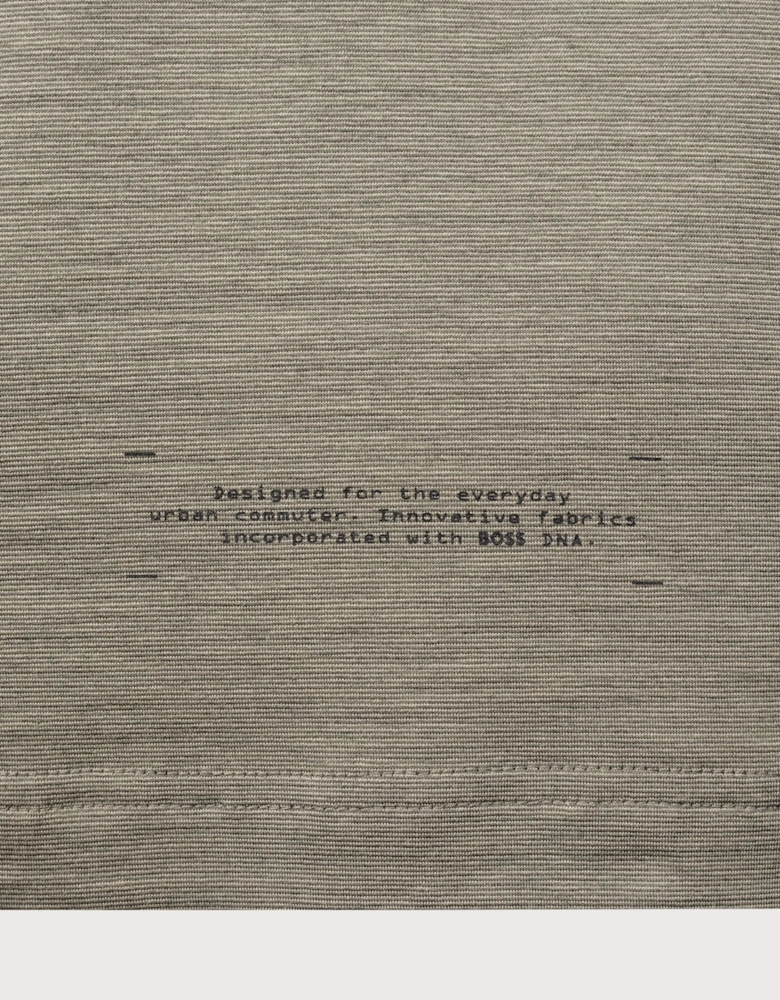 Designed for the everyday
urban commuter. Innovative fabrics
incorporated with BOSS DNA.